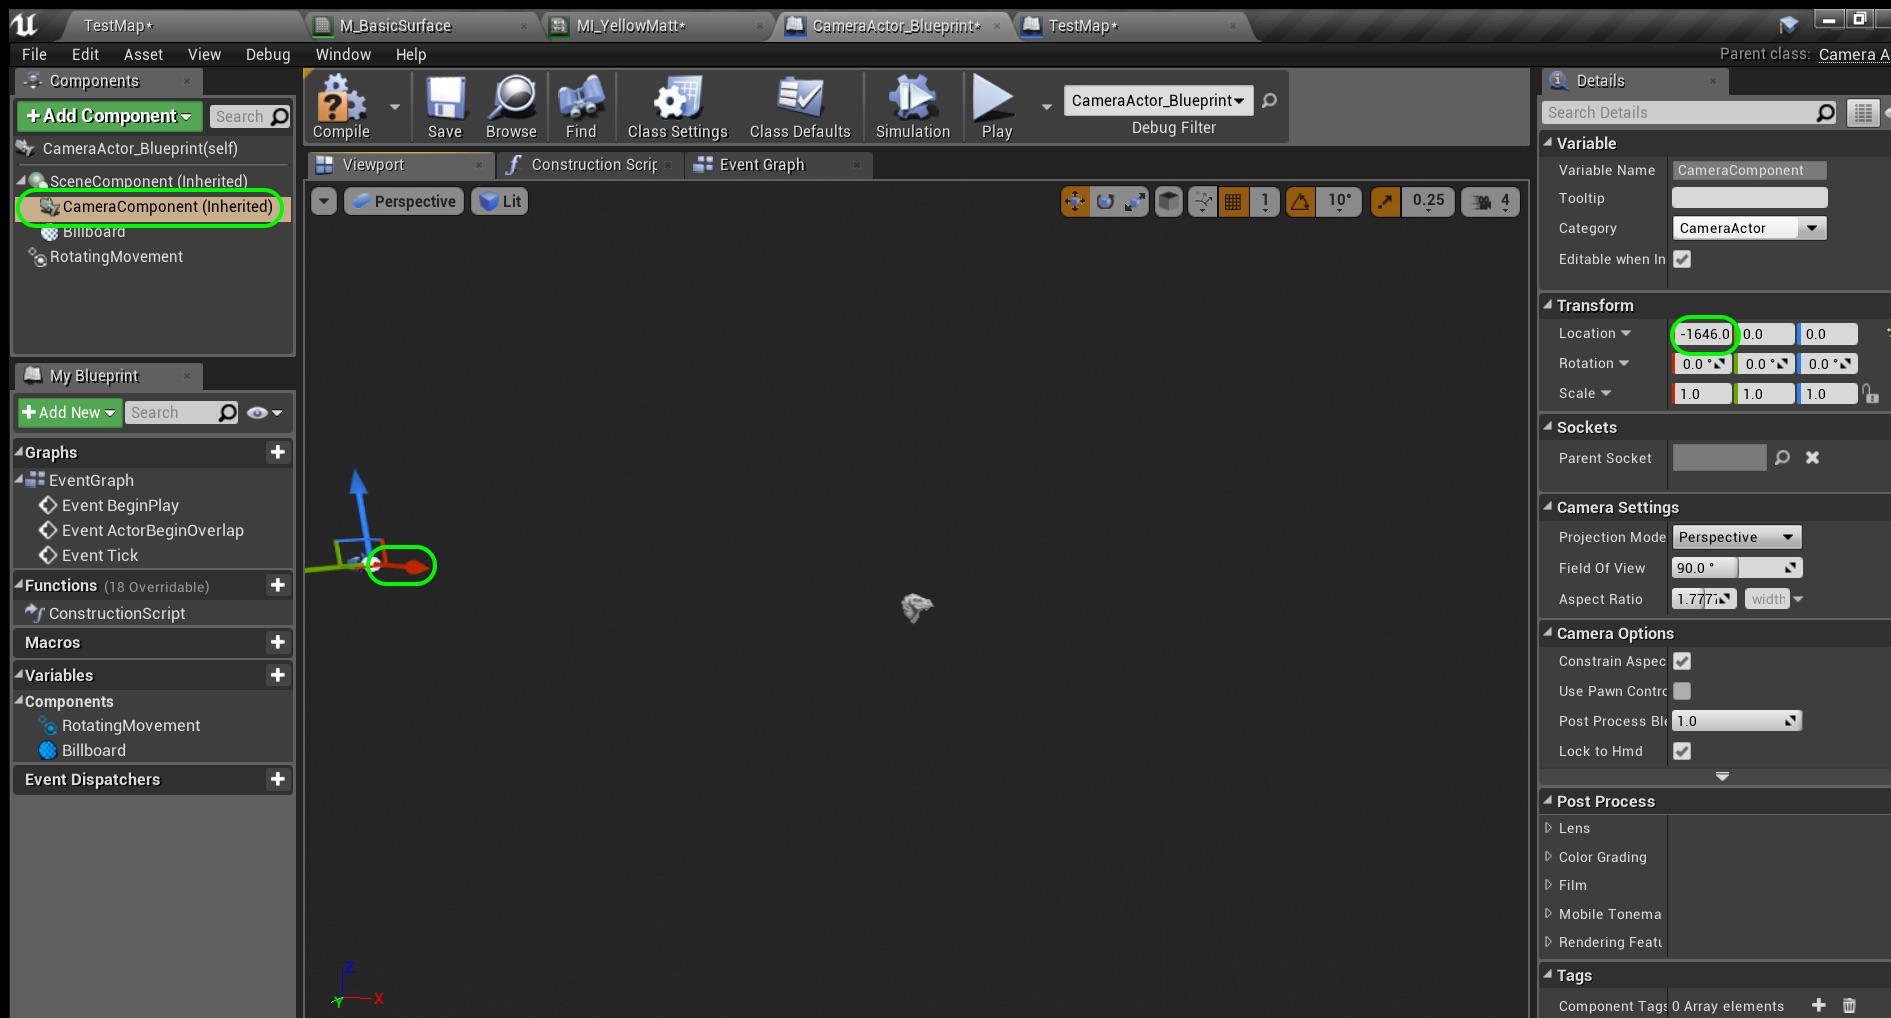 TestMap*
M_BasicSurface
MI_YellowMatt*
CameraActor_Blueprint*
TestMap*
File Edit Asset View Debug Window Help
Parent class: Camera A
Components
+Add Component
Search
CameraActor_Blueprint(self)
SceneComponent (Inherited)
CameraComponent (Inherited)
Billboard
RotatingMovement
My Blueprint
+Add New
Search
Graphs
EventGraph
Event BeginPlay
Event ActorBeginOverlap
Event Tick
Functions (18 Overridable)
ConstructionScript
Macros
Variables
Components
RotatingMovement
Billboard
Event Dispatchers
Compile Save Browse Find Class Settings Class Defaults Simulation Play
CameraActor_Blueprint
Debug Filter
Viewport
Construction Scrip
Event Graph
Perspective
Lit
1 10° 0.25 4
Z
Y X
Details
Search Details
Variable
Variable Name CameraComponent
Tooltip
Category CameraActor
Editable when In
Transform
Location -1646.0 0.0 0.0
Rotation 0.0 ° 0.0 ° 0.0 °
Scale 1.0 1.0 1.0
Sockets
Parent Socket
Camera Settings
Projection Mode Perspective
Field Of View 90.0 °
Aspect Ratio 1.777 width
Camera Options
Constrain Aspec
Use Pawn Contro
Post Process Ble 1.0
Lock to Hmd
Post Process
Lens
Color Grading
Film
Mobile Tonema
Rendering Featu
Tags
Component Tags 0 Array elements